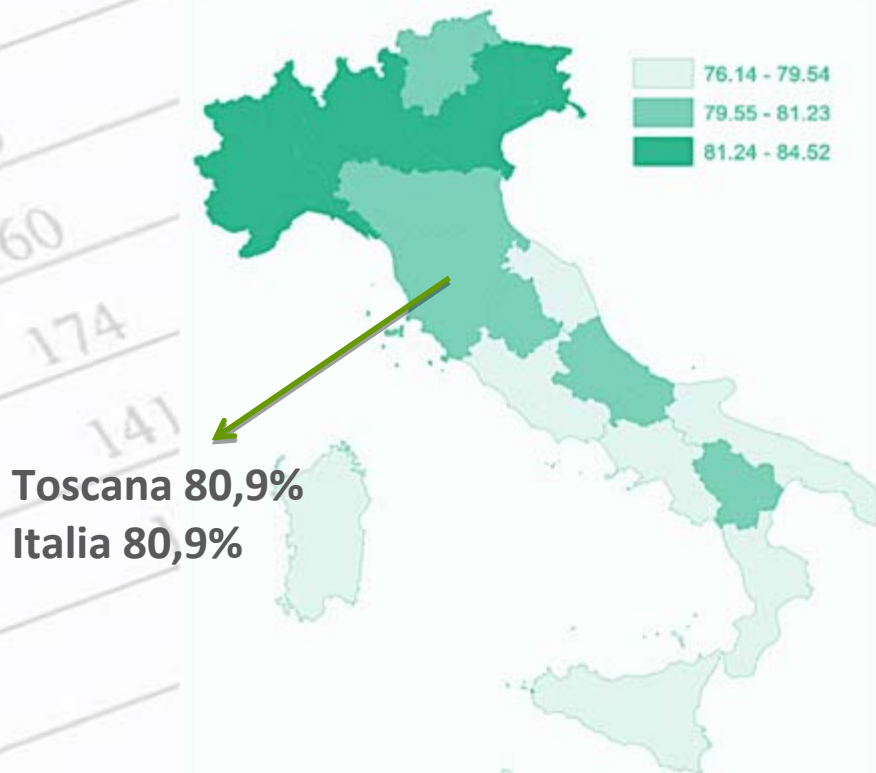 76.14 - 79.54
79.55 - 81.23
81.24 - 84.52
60
174
141
Toscana 80,9%
Italia 80,9%